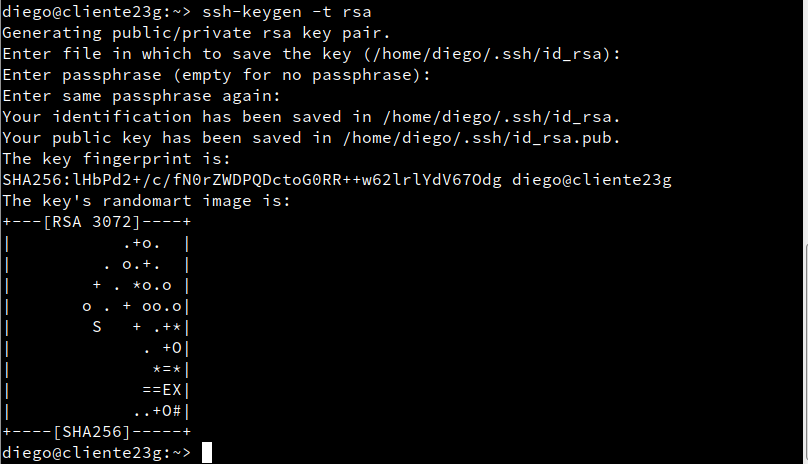 diego@cliente23g:~> ssh-keygen -t rsa
Generating public/private rsa key pair.
Enter file in which to save the key (/home/diego/.ssh/id_rsa):
Enter passphrase (empty for no passphrase):
Enter same passphrase again:
Your identification has been saved in /home/diego/.ssh/id_rsa.
Your public key has been saved in /home/diego/.ssh/id_rsa.pub.
The key fingerprint is:
SHA256:lHbPd2+/c/fN0rZWDPQDctoG0RR++w62lrlYdV67Odg diego@cliente23g
The key's randomart image is:
+---[RSA 3072]----+
|           .+o.  |
|         . o.+.  |
|        + . *o.o |
|       o . + oo.o|
|        S   + .+*|
|             . +O|
|              *=*|
|             ==EX|
|            ..+O#|
+----[SHA256]-----+
diego@cliente23g:~>